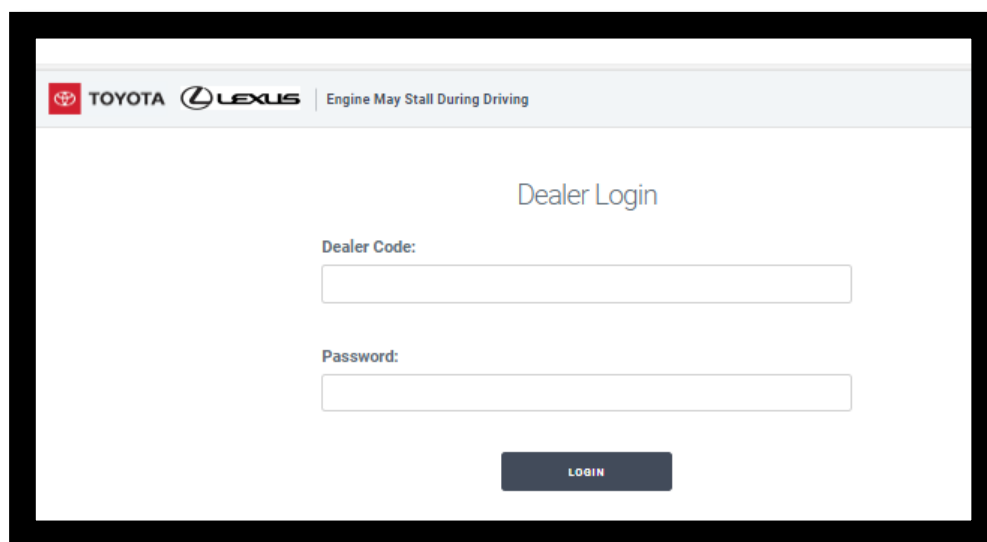 TOYOTA LEXUS Engine May Stall During Driving
Dealer Login
Dealer Code:
Password:
LOGIN